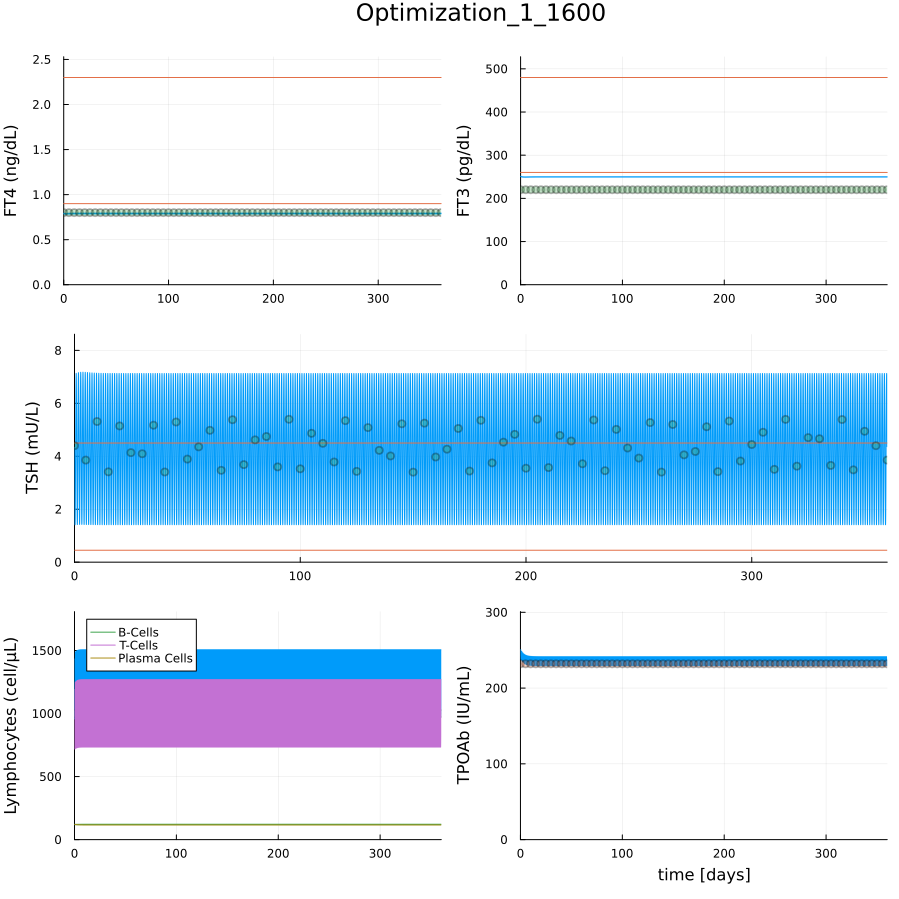 Optimization_1_1600
FT4 (ng/dL)
2.5
2.0
1.5
1.0
0.5
0.0
0 100 200 300
FT3 (pg/dL)
500
400
300
200
100
0
0 100 200 300
TSH (mU/L)
8
6
4
2
0
0 100 200 300
Lymphocytes (cell/μL)
1500
1000
500
0
B-Cells
T-Cells
Plasma Cells
0 100 200 300
TPOAb (IU/mL)
300
200
100
0
0 100 200 300
time [days]